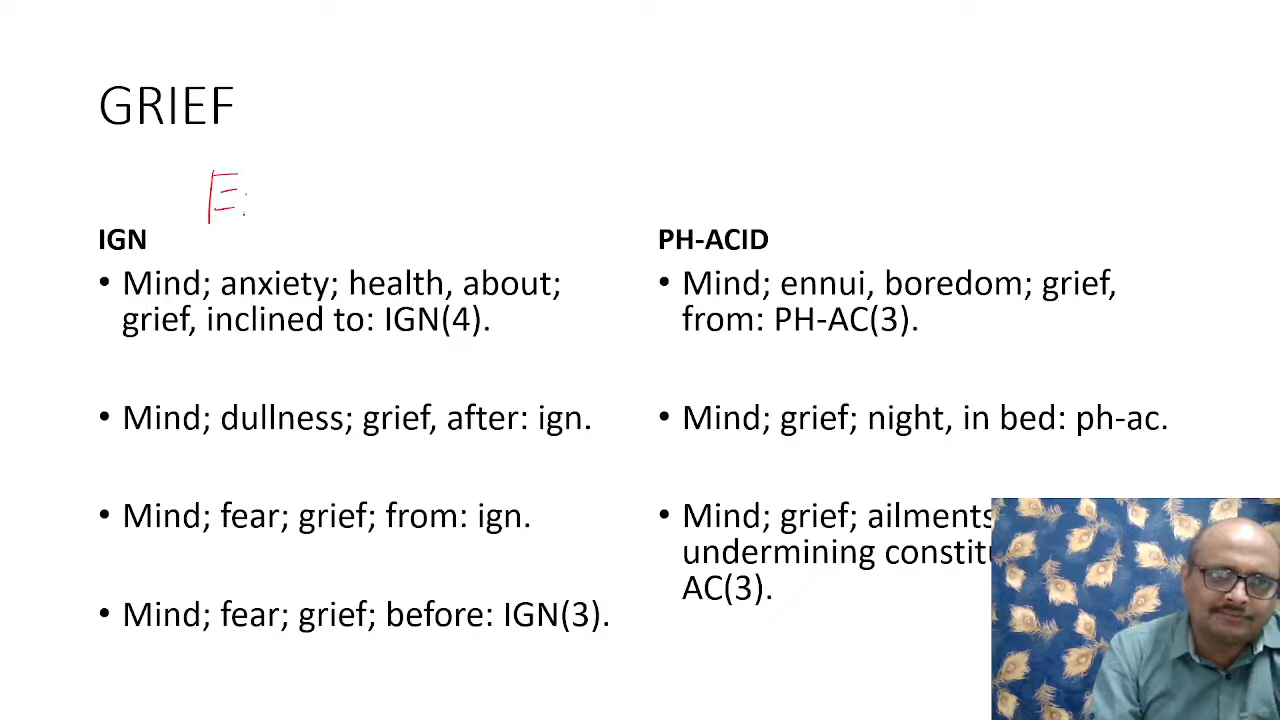 GRIEF
E:
IGN
• Mind; anxiety; health, about;
grief, inclined to: IGN(4).
• Mind; dullness; grief, after: ign.
• Mind; fear; grief; from: ign.
• Mind; fear; grief; before: IGN(3).
PH-ACID
• Mind; ennui, boredom; grief,
from: PH-AC(3).
• Mind; grief; night, in bed: ph-ac.
• Mind; grief; ailments
undermining
AC(3).